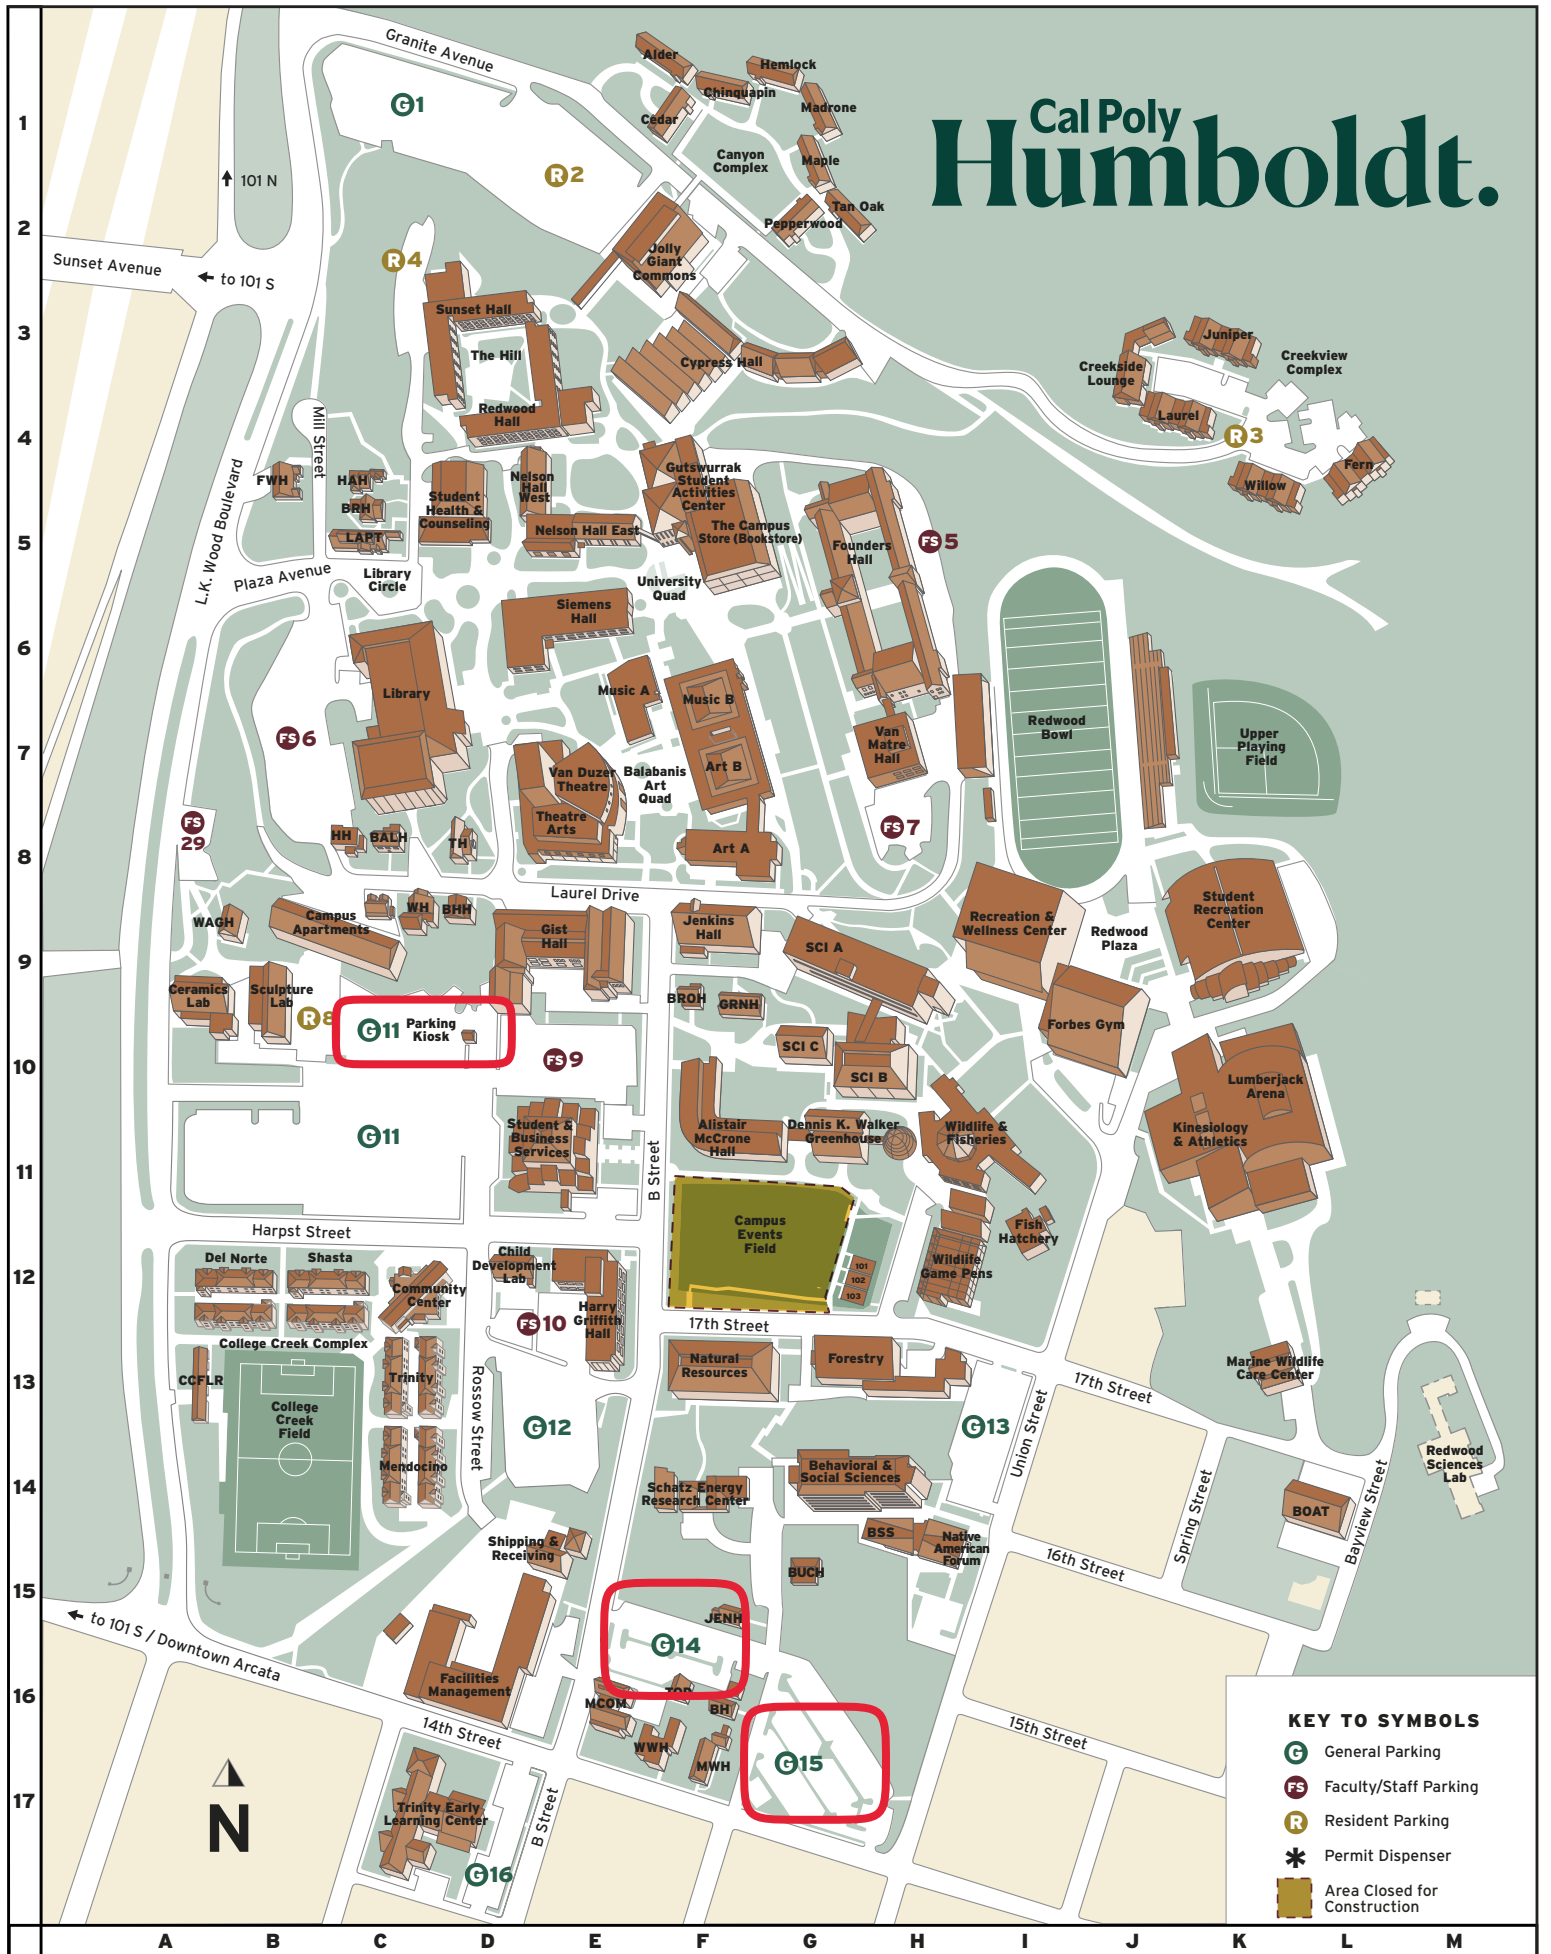 Cal Poly
Humboldt.
Granite Avenue
G1
R2
R4
101 N
Sunset Avenue
to 101 S
Alder
Hemlock
Chinquapin
Madrone
Cedar
Canyon
Complex
Maple
Tan Oak
Pepperwood
Jolly
Giant
Commons
Sunset Hall
The Hill
Redwood
Hall
Cypress Hall
Creekside
Lounge
Juniper
Creekview
Complex
Laurel
R3
Fern
Willow
Mill Street
L.K. Wood Boulevard
FWH
HAH
BRH
LAPT
Student
Health &
Counseling
Nelson
Hall
West
Nelson Hall East
Gutswurrak
Student
Activities
Center
The Campus
Store (Bookstore)
Founders
Hall
FS5
Plaza Avenue
Library
Circle
University
Quad
Siemens
Hall
Library
Music A
Music B
Art B
Van
Matre
Hall
Redwood
Bowl
Upper
Playing
Field
FS6
FS
29
Van Duzer
Theatre
Theatre
Arts
Balabanis
Art
Quad
FS7
HH
BALH
TH
Art A
Laurel Drive
WAGH
Campus
Apartments
WH
BHH
Gist
Hall
Jenkins
Hall
SCI A
Recreation &
Wellness Center
Redwood
Plaza
Student
Recreation
Center
Ceramics
Lab
Sculpture
Lab
R8
G11
Parking
Kiosk
FS9
BROH
GRNH
SCI C
SCI B
Forbes Gym
Lumberjack
Arena
Kinesiology
& Athletics
G11
Student &
Business
Services
B Street
Alistair
McCrone
Hall
Dennis K. Walker
Greenhouse
Wildlife &
Fisheries
Harpst Street
Campus
Events
Field
101
102
103
Fish
Hatchery
Wildlife
Game Pens
Del Norte
Shasta
Community
Center
Child
Development
Lab
FS10
Harry
Griffith
Hall
17th Street
College Creek Complex
CCFLR
College
Creek
Field
Trinity
Mendocino
Rossow Street
G12
Natural
Resources
Forestry
G13
Union Street
17th Street
Marine Wildlife
Care Center
Redwood
Sciences
Lab
Schatz Energy
Research Center
Behavioral &
Social Sciences
BSS
Native
American
Forum
BUCH
Spring Street
BOAT
Bayview Street
16th Street
Shipping &
Receiving
JENH
G14
to 101 S / Downtown Arcata
Facilities
Management
MCOM
BH
WWH
MWH
G15
15th Street
14th Street
Trinity Early
Learning Center
B Street
G16
N
KEY TO SYMBOLS
G General Parking
FS Faculty/Staff Parking
R Resident Parking
* Permit Dispenser
Area Closed for
Construction
1
2
3
4
5
6
7
8
9
10
11
12
13
14
15
16
17
A B C D E F G H I J K L M